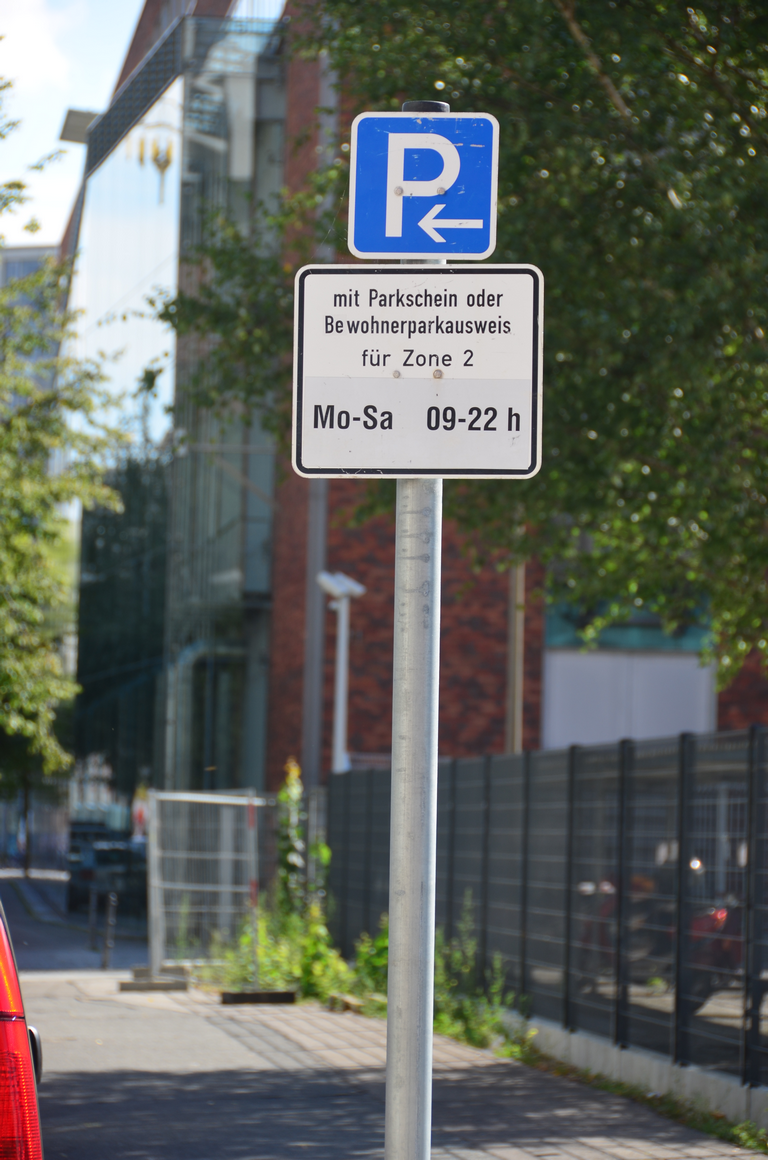 P
mit Parkschein oder
Bewohnerparkausweis
für Zone 2
Mo-Sa 09-22 h